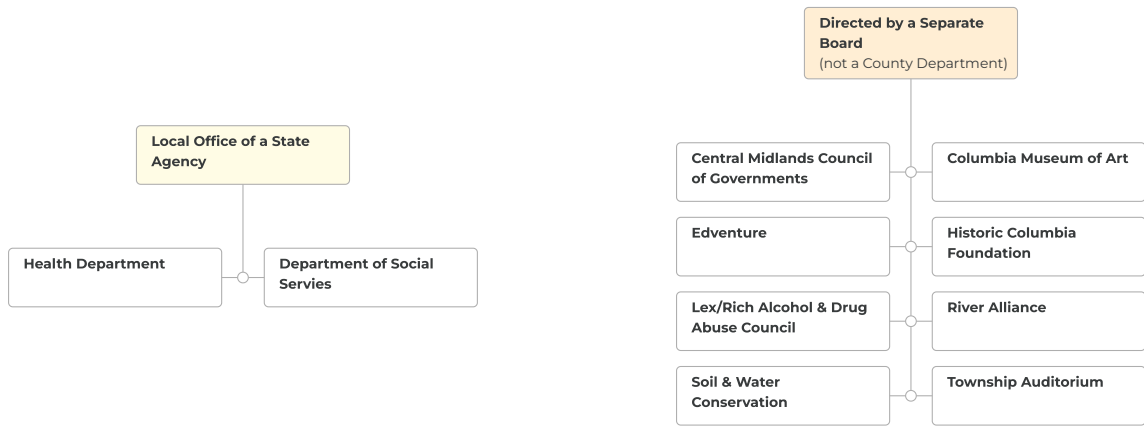 Local Office of a State
Agency
Health Department
Department of Social
Servies
Directed by a Separate
Board
(not a County Department)
Central Midlands Council
of Governments
Columbia Museum of Art
Edventure
Historic Columbia
Foundation
Lex/Rich Alcohol & Drug
Abuse Council
River Alliance
Soil & Water
Conservation
Township Auditorium